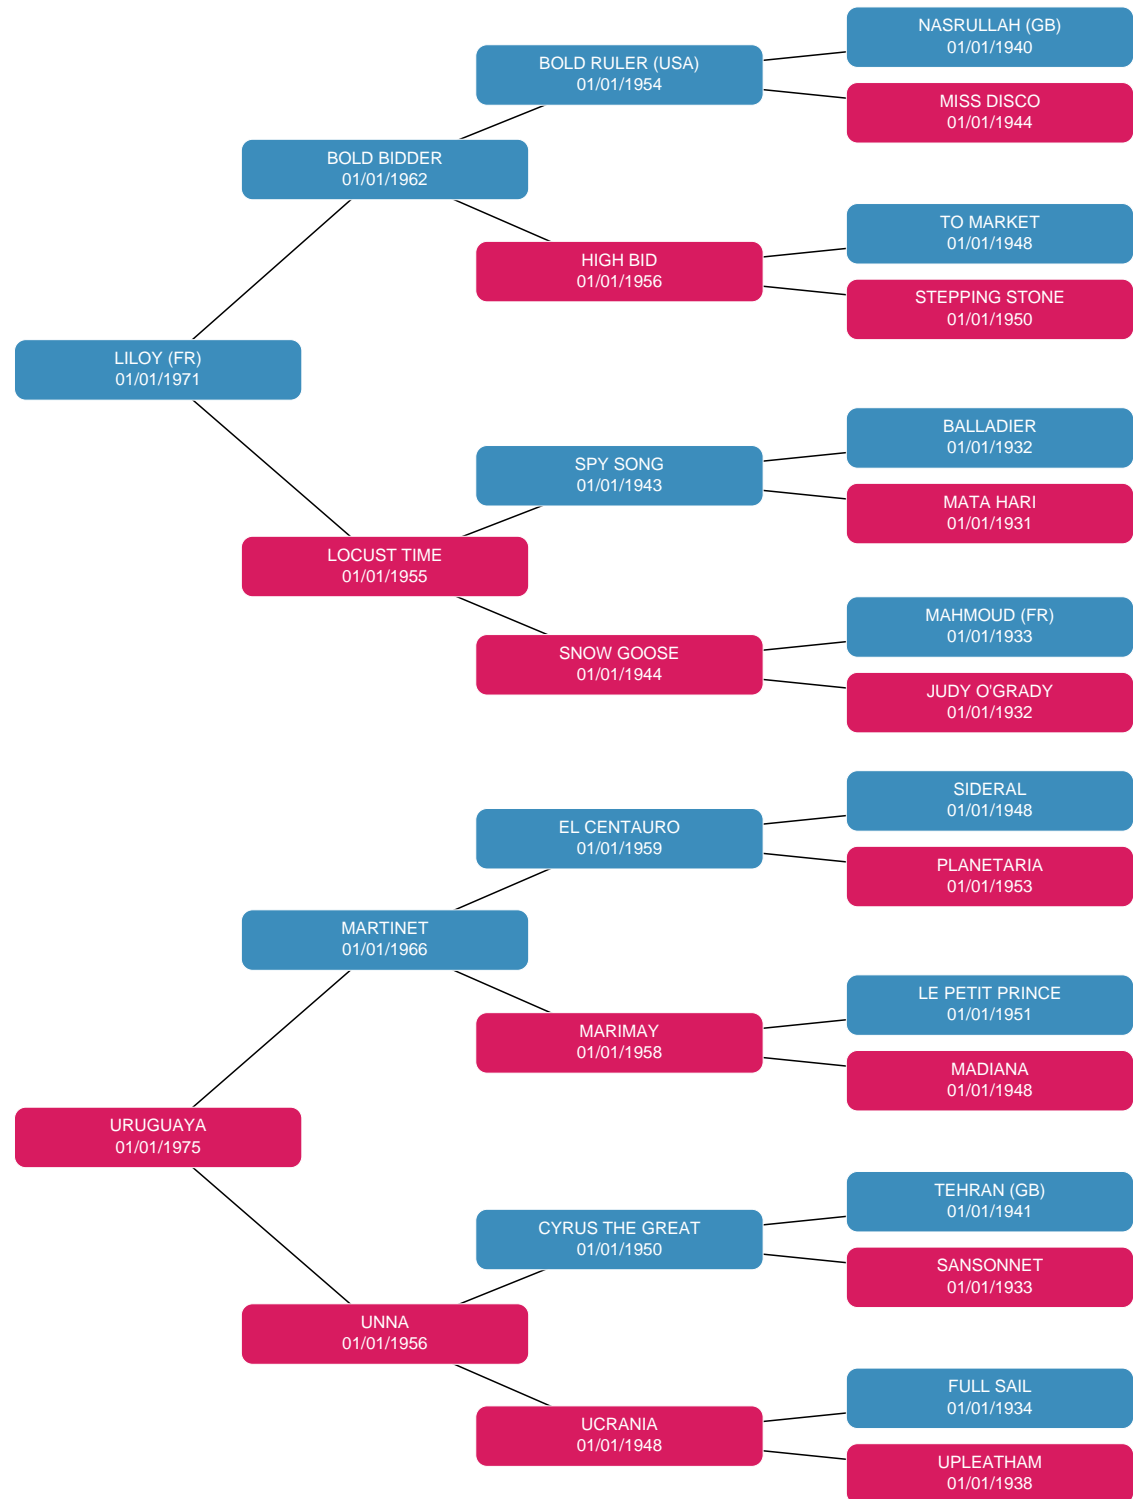 NASRULLAH (GB)
01/01/1940
BOLD RULER (USA)
01/01/1954
MISS DISCO
01/01/1944
BOLD BIDDER
01/01/1962
TO MARKET
01/01/1948
HIGH BID
01/01/1956
STEPPING STONE
01/01/1950
LILOY (FR)
01/01/1971
BALLADIER
01/01/1932
SPY SONG
01/01/1943
MATA HARI
01/01/1931
LOCUST TIME
01/01/1955
MAHMOUD (FR)
01/01/1933
SNOW GOOSE
01/01/1944
JUDY O'GRADY
01/01/1932
SIDERAL
01/01/1948
EL CENTAURO
01/01/1959
PLANETARIA
01/01/1953
MARTINET
01/01/1966
LE PETIT PRINCE
01/01/1951
MARIMAY
01/01/1958
MADIANA
01/01/1948
URUGUAYA
01/01/1975
TEHRAN (GB)
01/01/1941
CYRUS THE GREAT
01/01/1950
SANSONNET
01/01/1933
UNNA
01/01/1956
FULL SAIL
01/01/1934
UCRANIA
01/01/1948
UPLEATHAM
01/01/1938